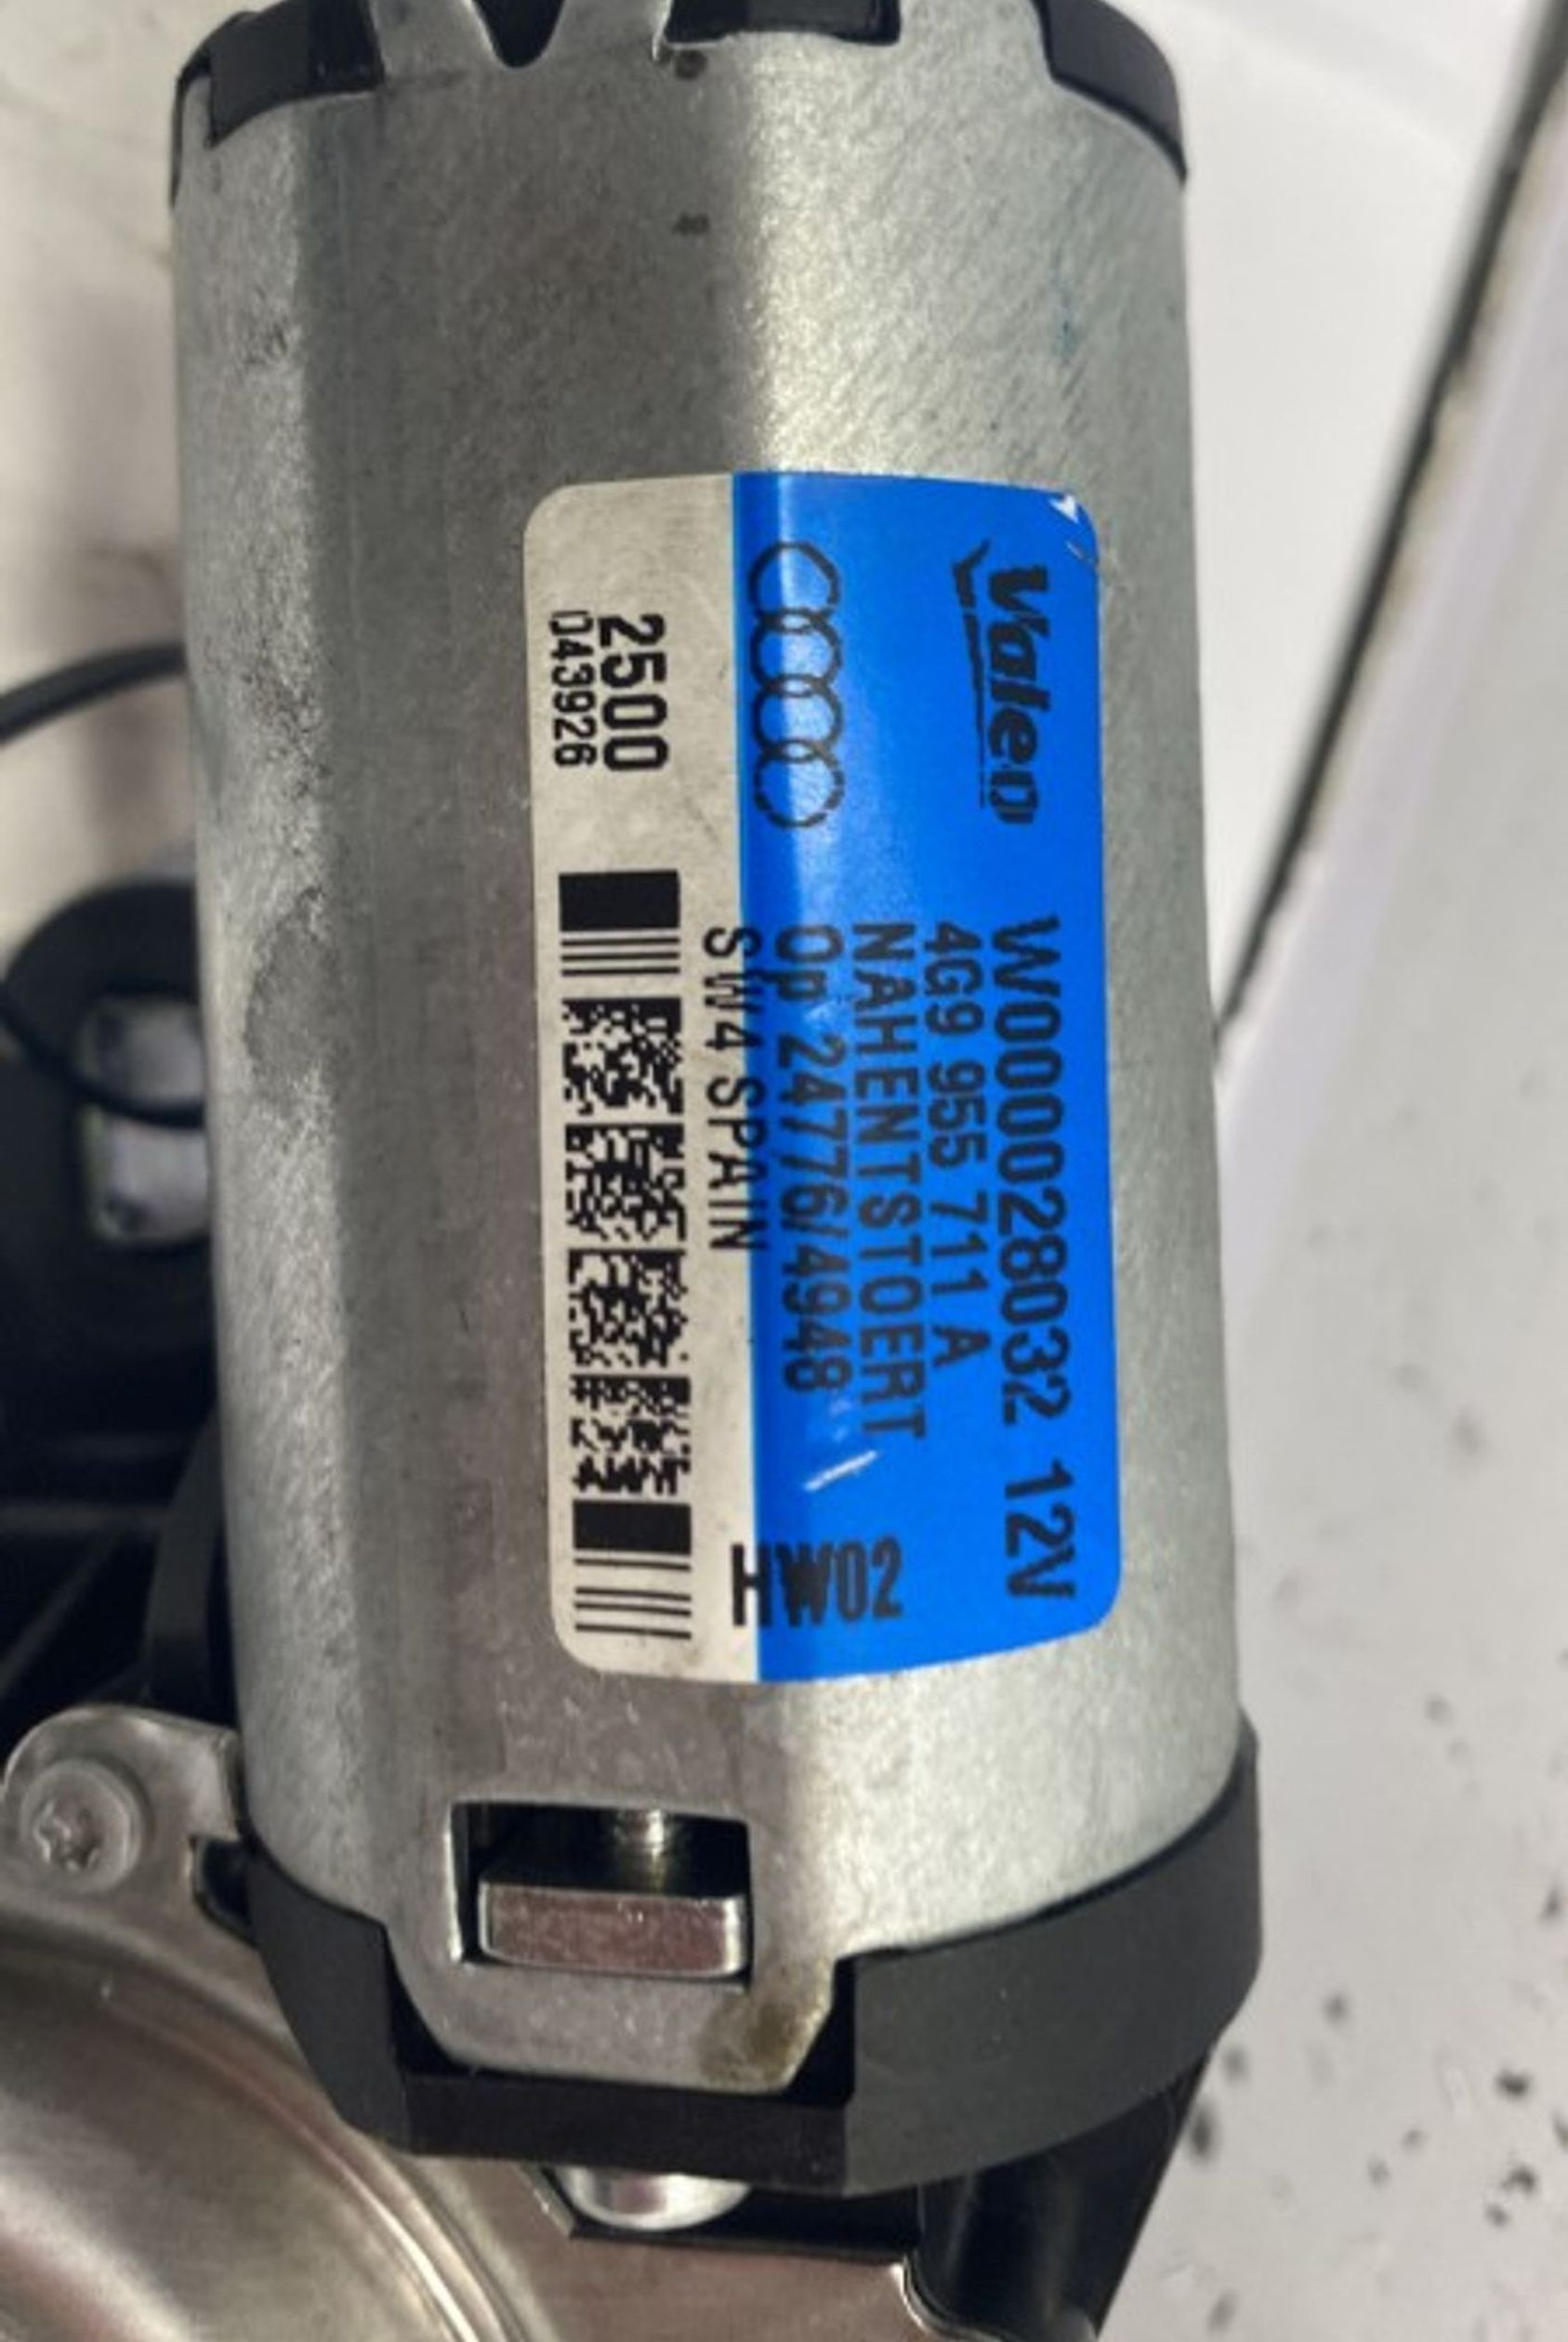 Valeo
W000028032 12V
4G9 955 711 A
NAHENTSTOERT
Op 24776/4948
SW4 SPAIN
HW02
2500
043926